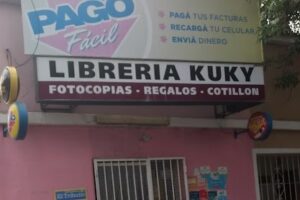 PAGO
Fácil
• PAGÁ TUS FACTURAS
• RECARGÁ TU CELULAR
• ENVIÁ DINERO
LIBRERIA KUKY
FOTOCOPIAS - REGALOS - COTILLON